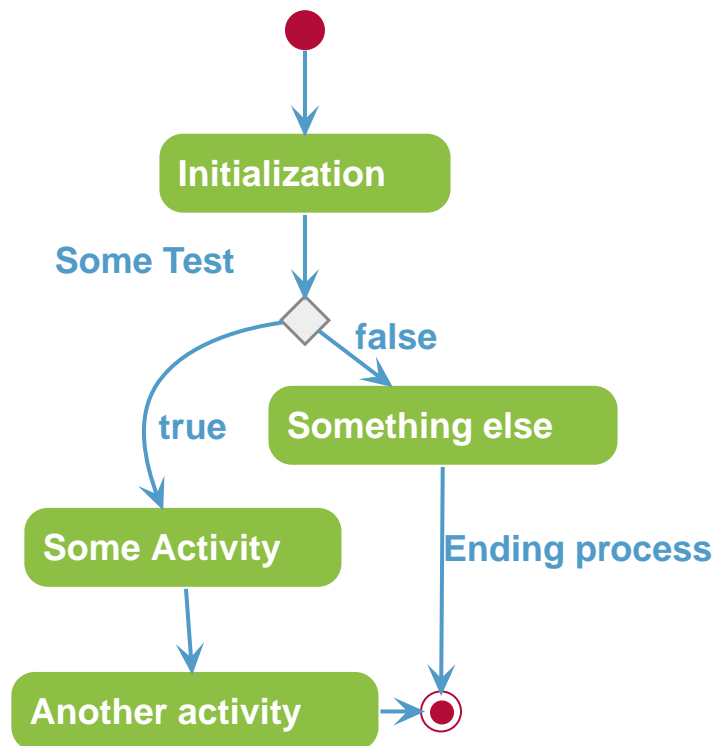 Initialization
Some Test
false
true
Something else
Some Activity
Ending process
Another activity